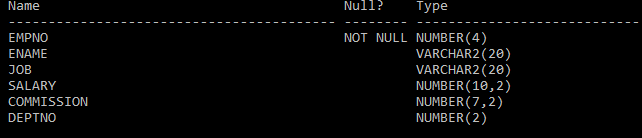 Name Null? Type
----------------------------------------- -------- ----------------------------
EMPNO NOT NULL NUMBER(4)
ENAME VARCHAR2(20)
JOB VARCHAR2(20)
SALARY NUMBER(10,2)
COMMISSION NUMBER(7,2)
DEPTNO NUMBER(2)